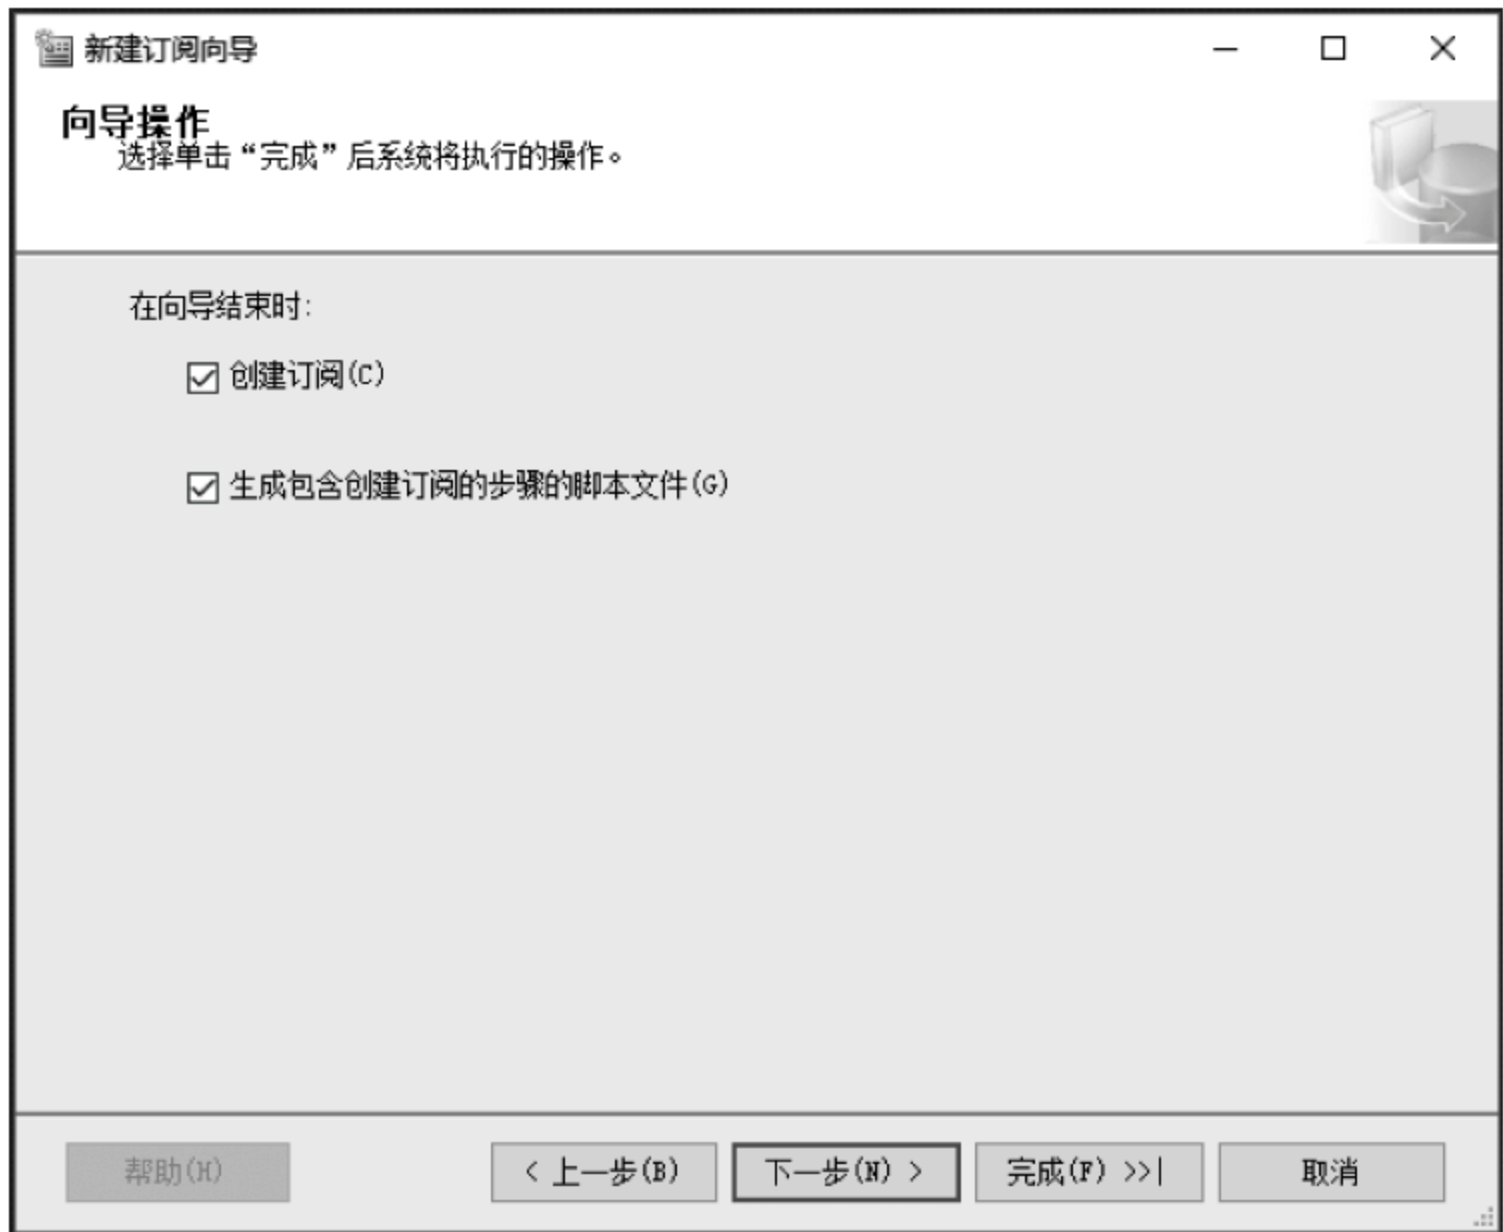 新建订阅向导
向导操作
选择单击“完成”后系统将执行的操作。
在向导结束时:
创建订阅(C)
生成包含创建订阅的步骤的脚本文件(G)
帮助(H)
< 上一步(B)
下一步(N) >
完成(F) >>|
取消